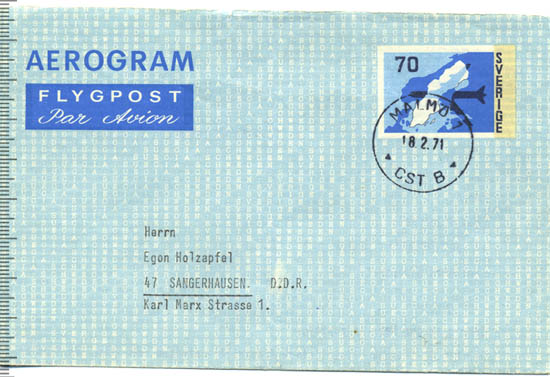 AEROGRAM
FLYGPOST
Par Avion
70
SVERIGE
MALMÖ 1
18.2.71
CST B
Herrn
Egon Holzapfel
47 SANGERHAUSEN. D.D.R.
Karl Marx Strasse 1.